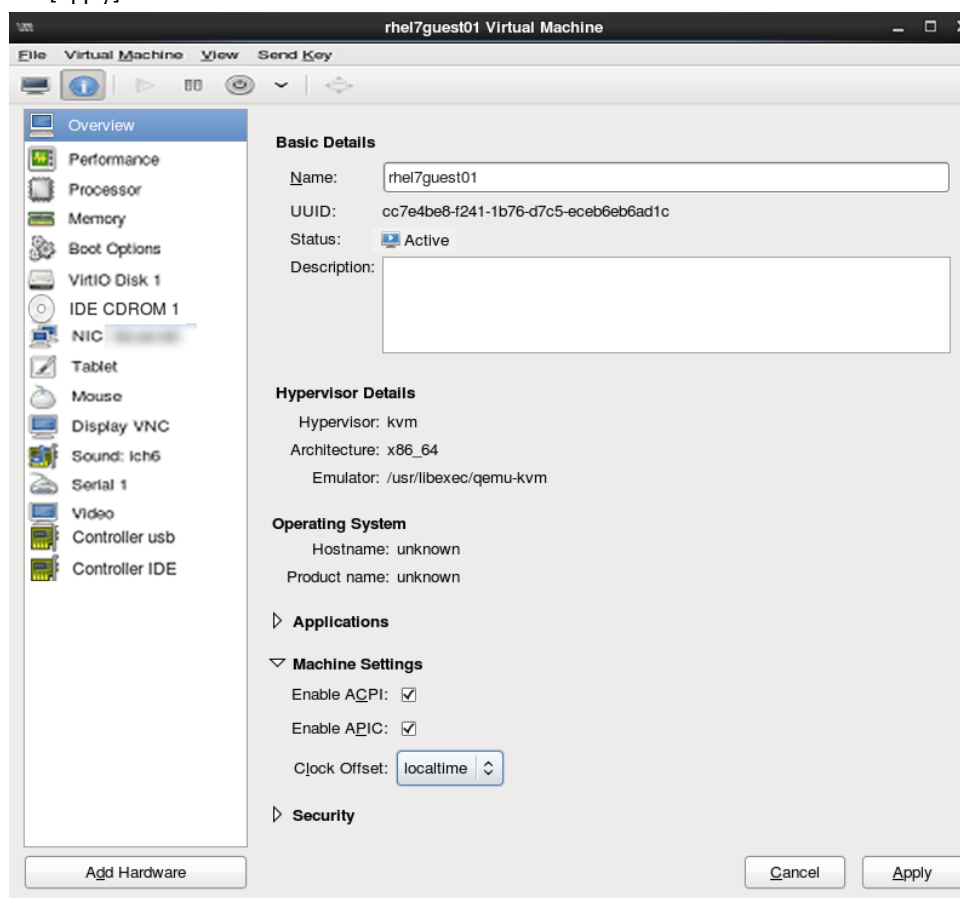 rhel7guest01 Virtual Machine
File Virtual Machine View Send Key
Overview
Performance
Processor
Memory
Boot Options
VirtIO Disk 1
IDE CDROM 1
NIC
Tablet
Mouse
Display VNC
Sound: ich6
Serial 1
Video
Controller usb
Controller IDE
Add Hardware
Basic Details
Name: rhel7guest01
UUID: cc7e4be8-f241-1b76-d7c5-eceb6eb6ad1c
Status: Active
Description:
Hypervisor Details
Hypervisor: kvm
Architecture: x86_64
Emulator: /usr/libexec/qemu-kvm
Operating System
Hostname: unknown
Product name: unknown
Applications
Machine Settings
Enable ACPI:
Enable APIC:
Clock Offset: localtime
Security
Cancel Apply